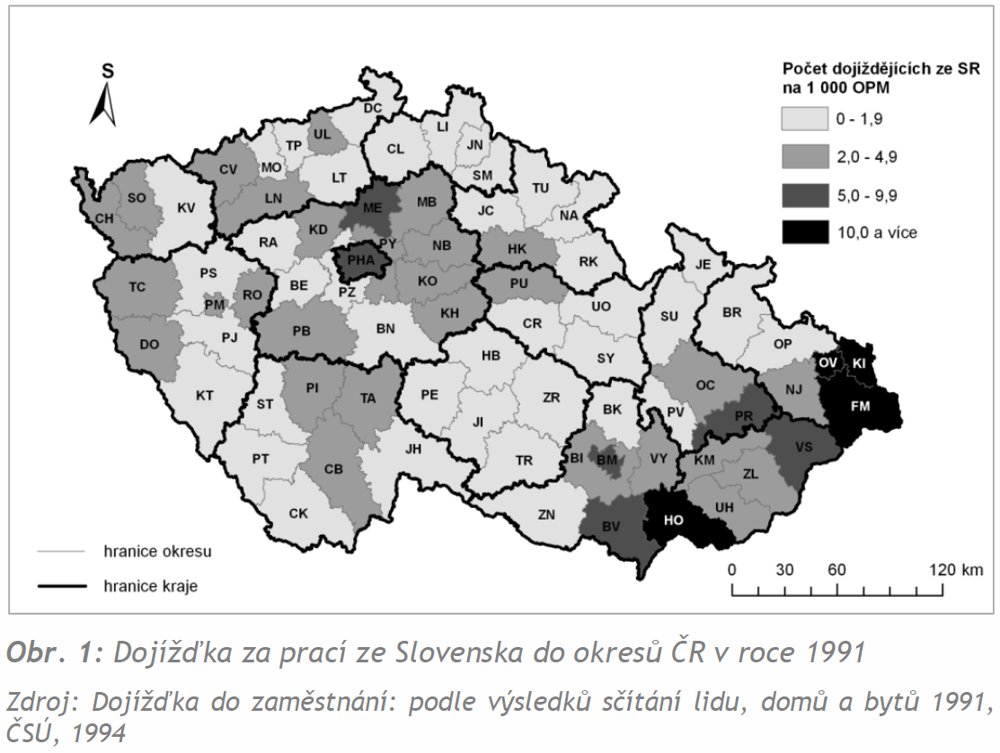 S
Počet dojíždějících ze SR
na 1 000 OPM
0 - 1,9
2,0 - 4,9
5,0 - 9,9
10,0 a více
DC
LI
UL
TP
CL
JN
CV
MO
LT
SM
SO
LN
TU
CH
KV
ME
MB
JC
NA
KD
RA
PY
NB
HK
RK
JE
PHA
PS
TC
RO
BE
PZ
KO
PU
PM
UO
SU
BR
KH
CR
DO
PJ
PB
BN
OP
HB
SY
OV
KI
PI
TA
OC
NJ
KT
ST
PE
ZR
BK
PV
PR
FM
JI
VS
PT
JH
TR
BI
BM
VY
KM
CB
ZL
CK
ZN
BV
HO
UH
hranice okresu
hranice kraje
0 30 60 120 km
Obr. 1: Dojížďka za prací ze Slovenska do okresů ČR v roce 1991
Zdroj: Dojížďka do zaměstnání: podle výsledků sčítání lidu, domů a bytů 1991,
ČSÚ, 1994